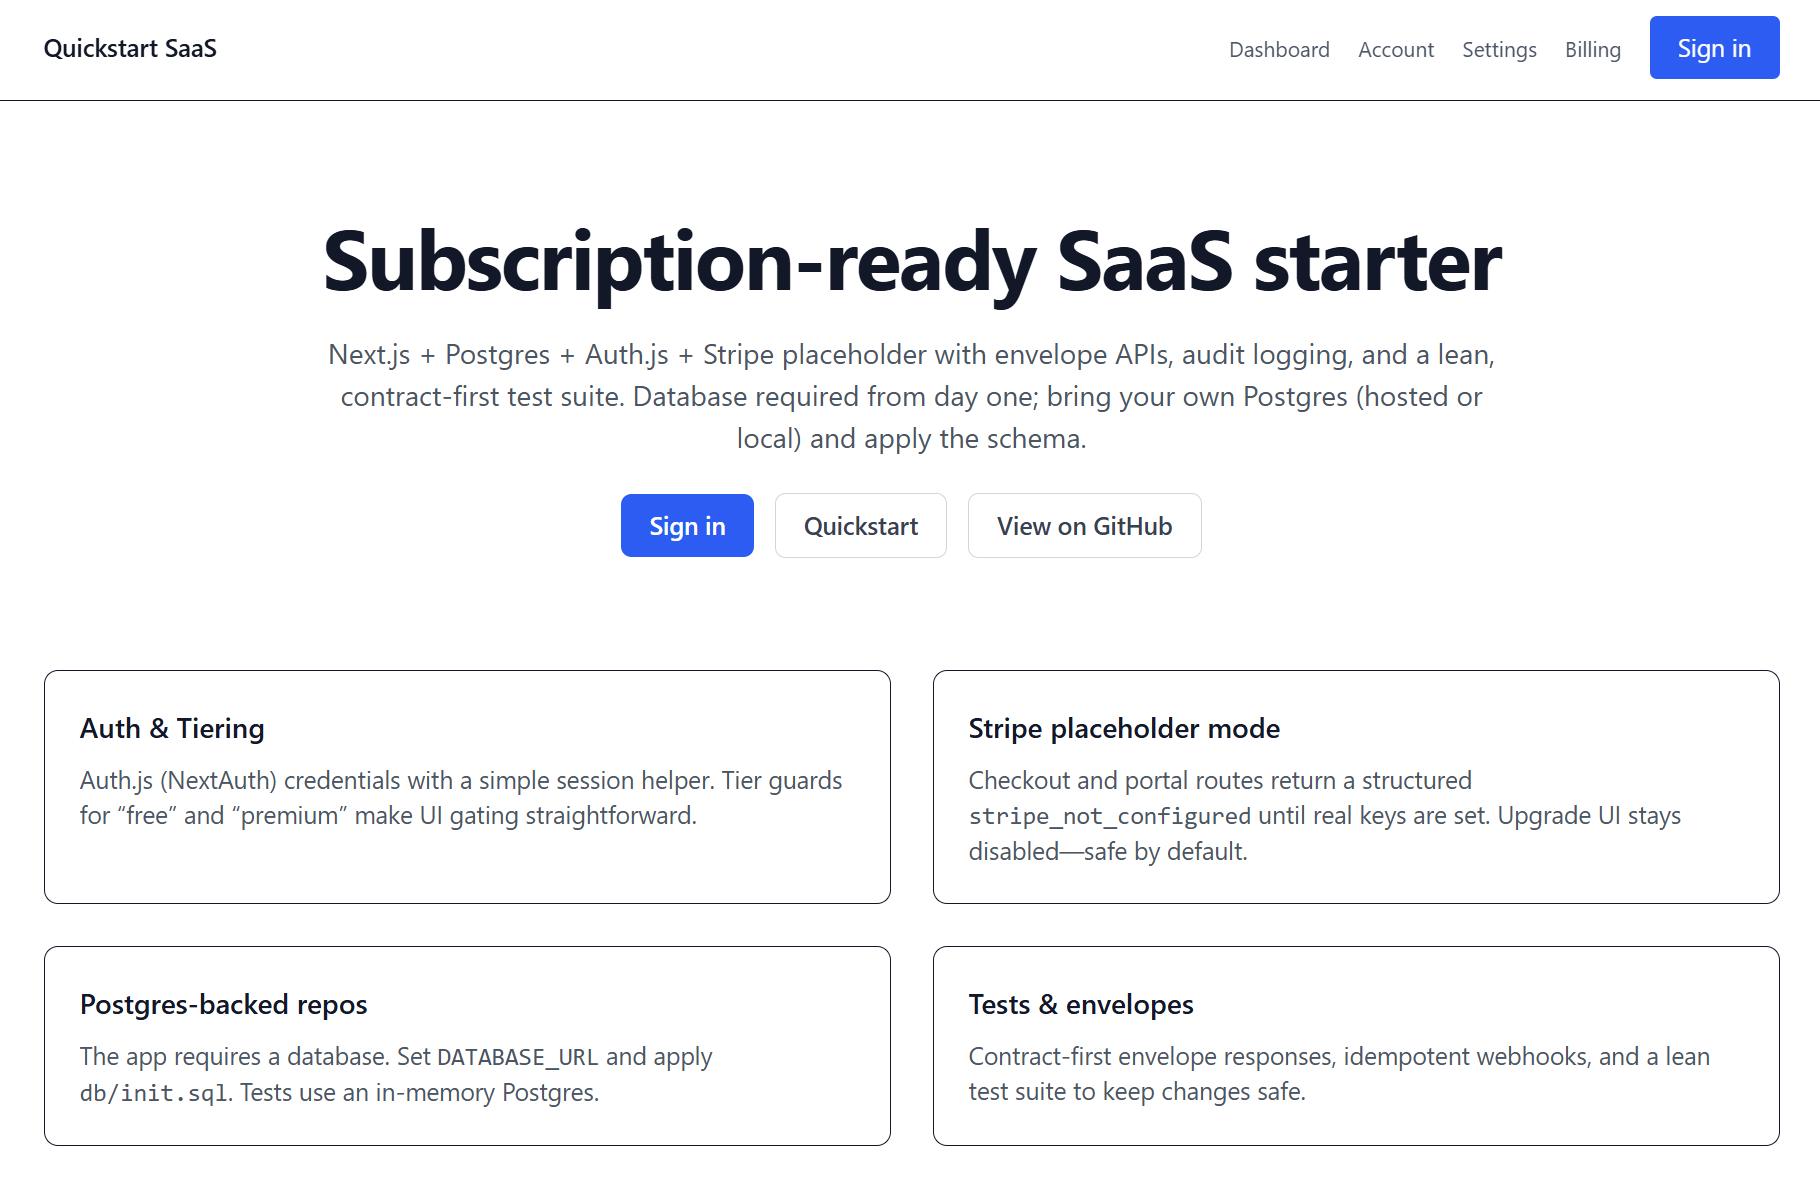 Quickstart SaaS
Dashboard
Account
Settings
Billing
Sign in
Subscription-ready SaaS starter
Next.js + Postgres + Auth.js + Stripe placeholder with envelope APIs, audit logging, and a lean,
contract-first test suite. Database required from day one; bring your own Postgres (hosted or
local) and apply the schema.
Sign in
Quickstart
View on GitHub
Auth & Tiering
Auth.js (NextAuth) credentials with a simple session helper. Tier guards
for “free” and “premium” make UI gating straightforward.
Stripe placeholder mode
Checkout and portal routes return a structured
stripe_not_configured until real keys are set. Upgrade UI stays
disabled—safe by default.
Postgres-backed repos
The app requires a database. Set DATABASE_URL and apply
db/init.sql. Tests use an in-memory Postgres.
Tests & envelopes
Contract-first envelope responses, idempotent webhooks, and a lean
test suite to keep changes safe.